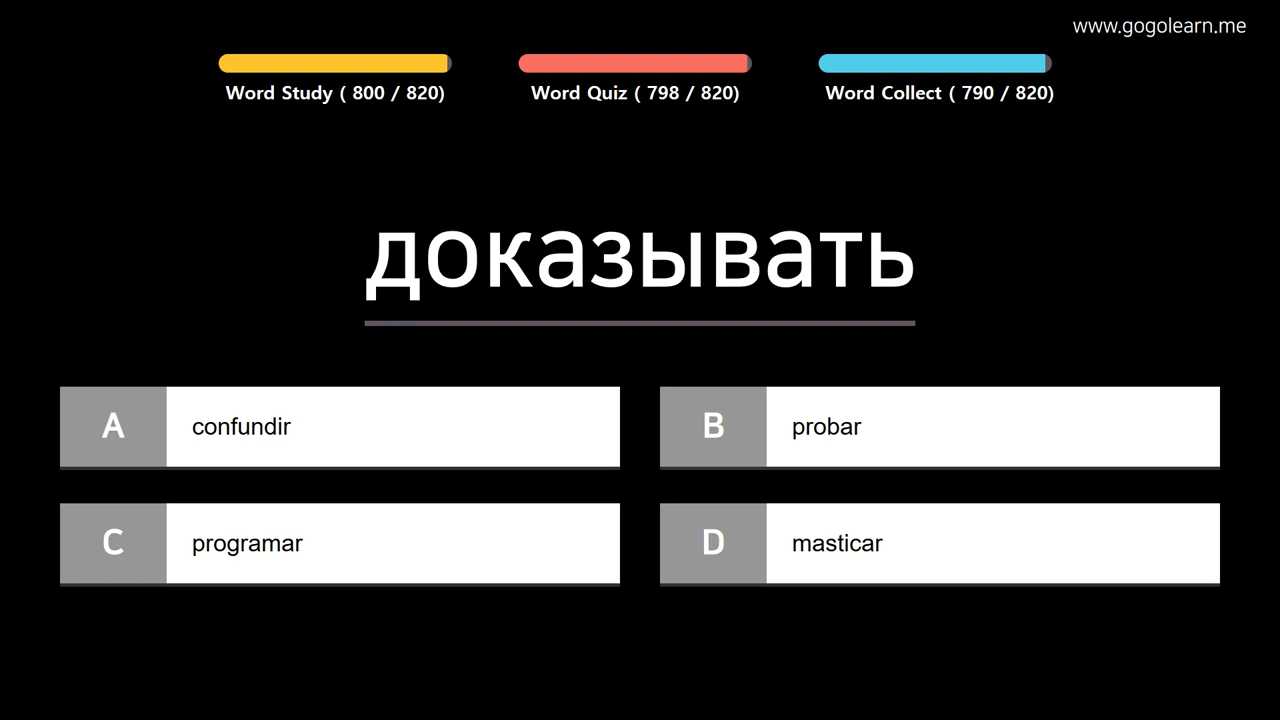 www.gogolearn.me
Word Study ( 800 / 820)
Word Quiz ( 798 / 820)
Word Collect ( 790 / 820)
доказывать
A confundir
B probar
C programar
D masticar